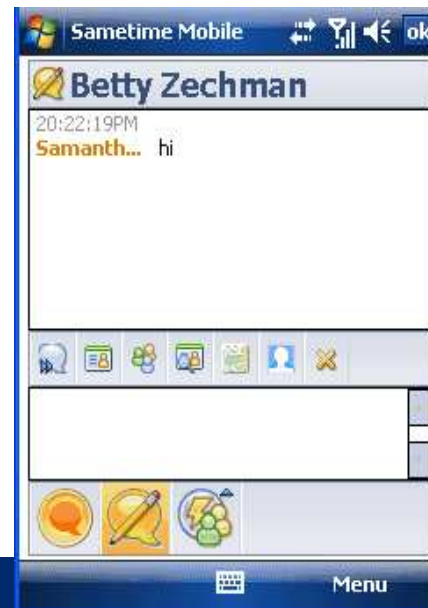 Sametime Mobile ok
Betty Zechman
20:22:19PM
Samanth... hi
Menu